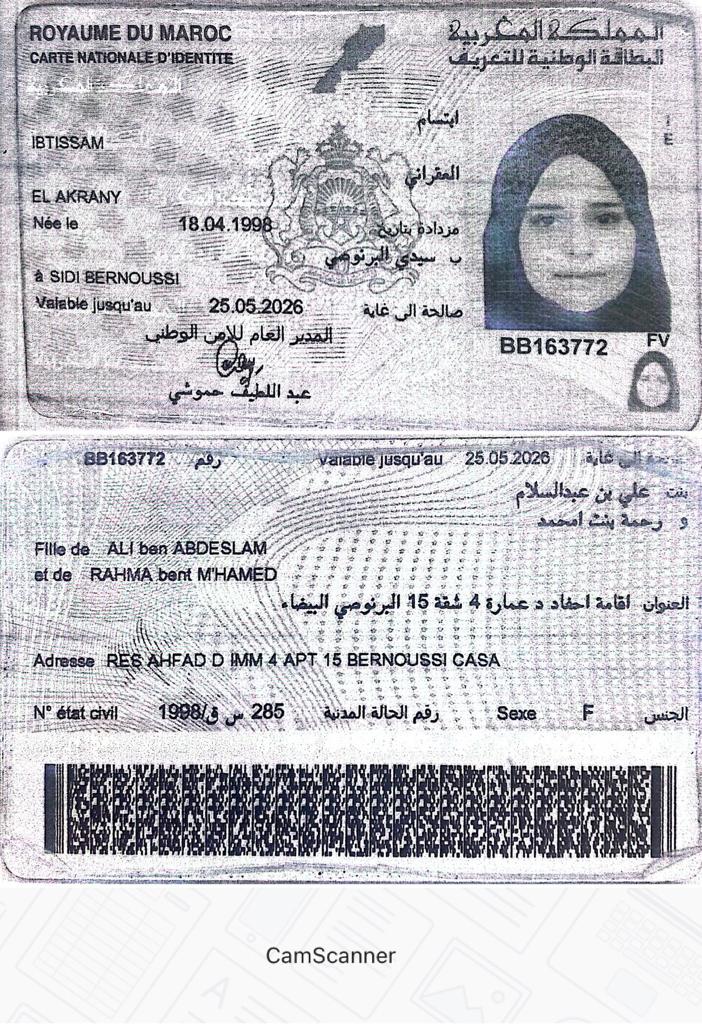 ROYAUME DU MAROC
المملكة المغربية
CARTE NATIONALE D'IDENTITE
البطاقة الوطنية للتعريف
المملكة المغربية
ابتسام
IBTISSAM
العقراني
EL AKRANY
Née le 18.04.1998 مزدادة بتاريخ
ب سيدي البرنوصي
à SIDI BERNOUSSI
Valable jusqu'au 25.05.2026 صالحة الى غاية
المدير العام للامن الوطني
عبد اللطيف حموشي
BB163772
FV
BB163772 رقم Valable jusqu'au 25.05.2026 صالحة إلى غاية
بنت علي بن عبدالسلام
و رحمة بنت امحمد
Fille de ALI ben ABDESLAM
et de RAHMA bent M'HAMED
العنوان اقامة احفاد د عمارة 4 شقة 15 البرنوصي البيضاء
Adresse RES AHFAD D IMM 4 APT 15 BERNOUSSI CASA
N° état civil 285 س ق/1998 رقم الحالة المدنية Sexe F الجنس
CamScanner